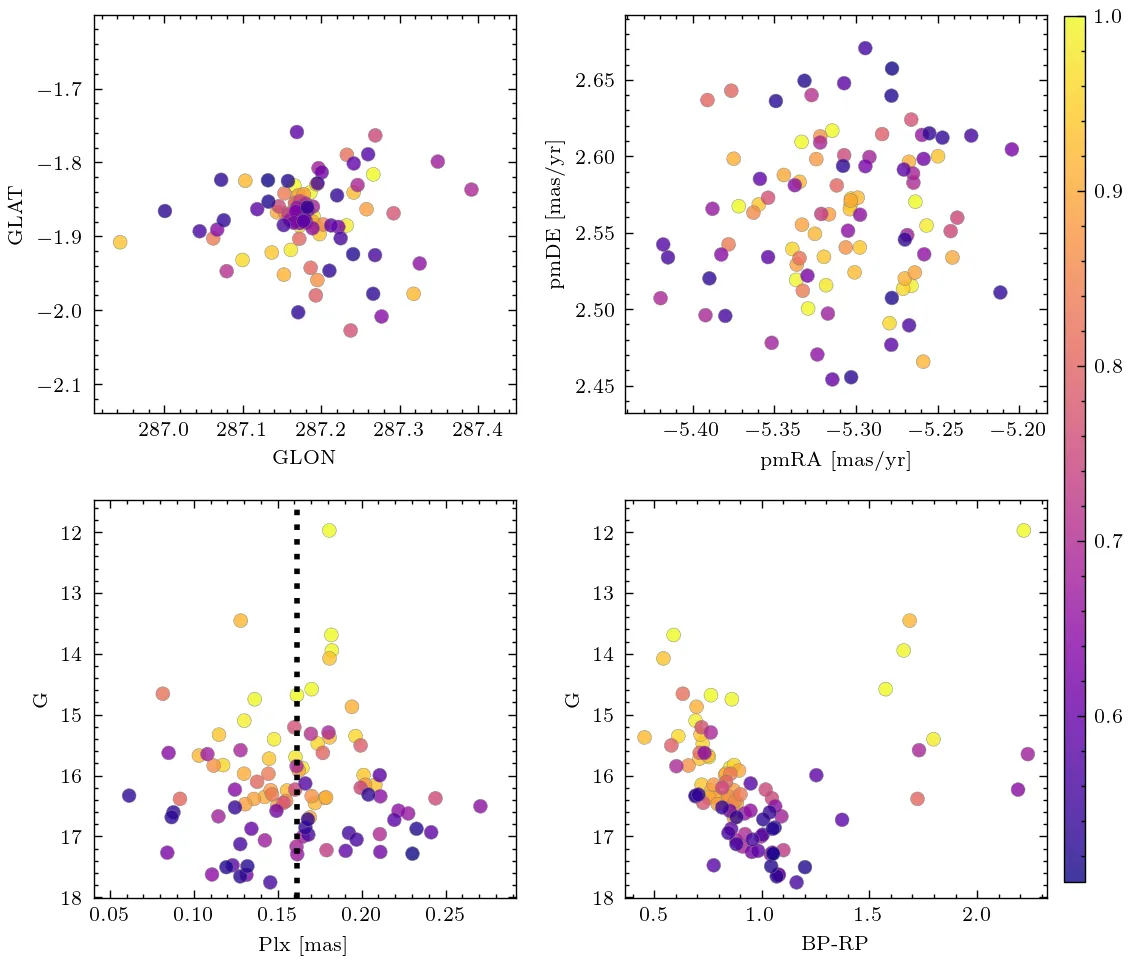 −1.7
−1.8
−1.9
−2.0
−2.1
GLAT
287.0 287.1 287.2 287.3 287.4
GLON
2.65
2.60
2.55
2.50
2.45
pmDE [mas/yr]
−5.40 −5.35 −5.30 −5.25 −5.20
pmRA [mas/yr]
12
13
14
15
16
17
18
G
0.05 0.10 0.15 0.20 0.25
Plx [mas]
12
13
14
15
16
17
18
G
0.5 1.0 1.5 2.0
BP-RP
1.0
0.9
0.8
0.7
0.6